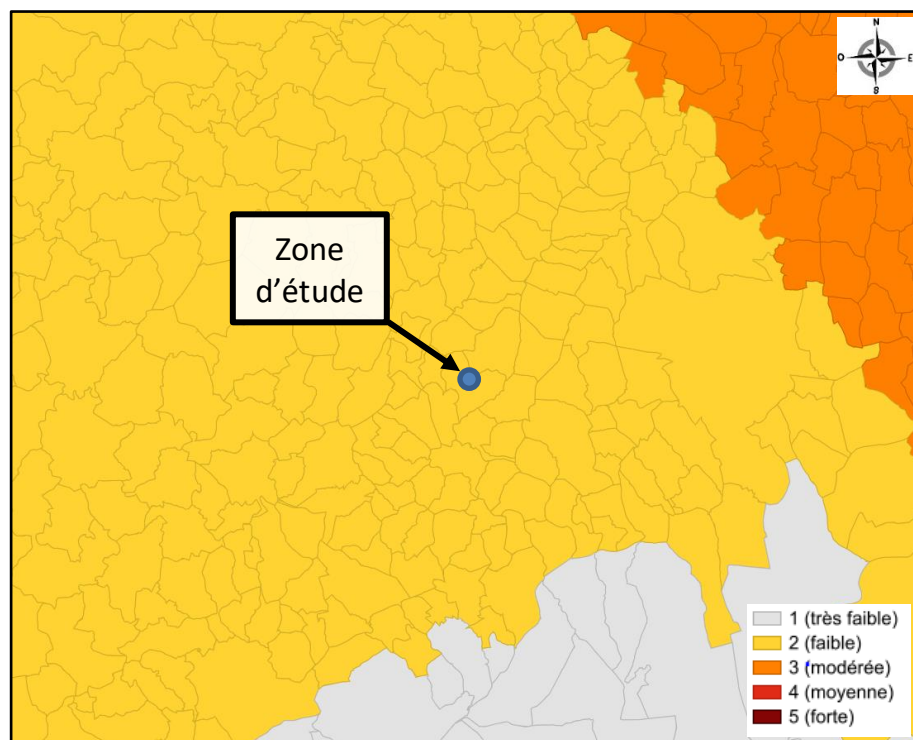 N
O
E
S
Zone
d’étude
1 (très faible)
2 (faible)
3 (modérée)
4 (moyenne)
5 (forte)